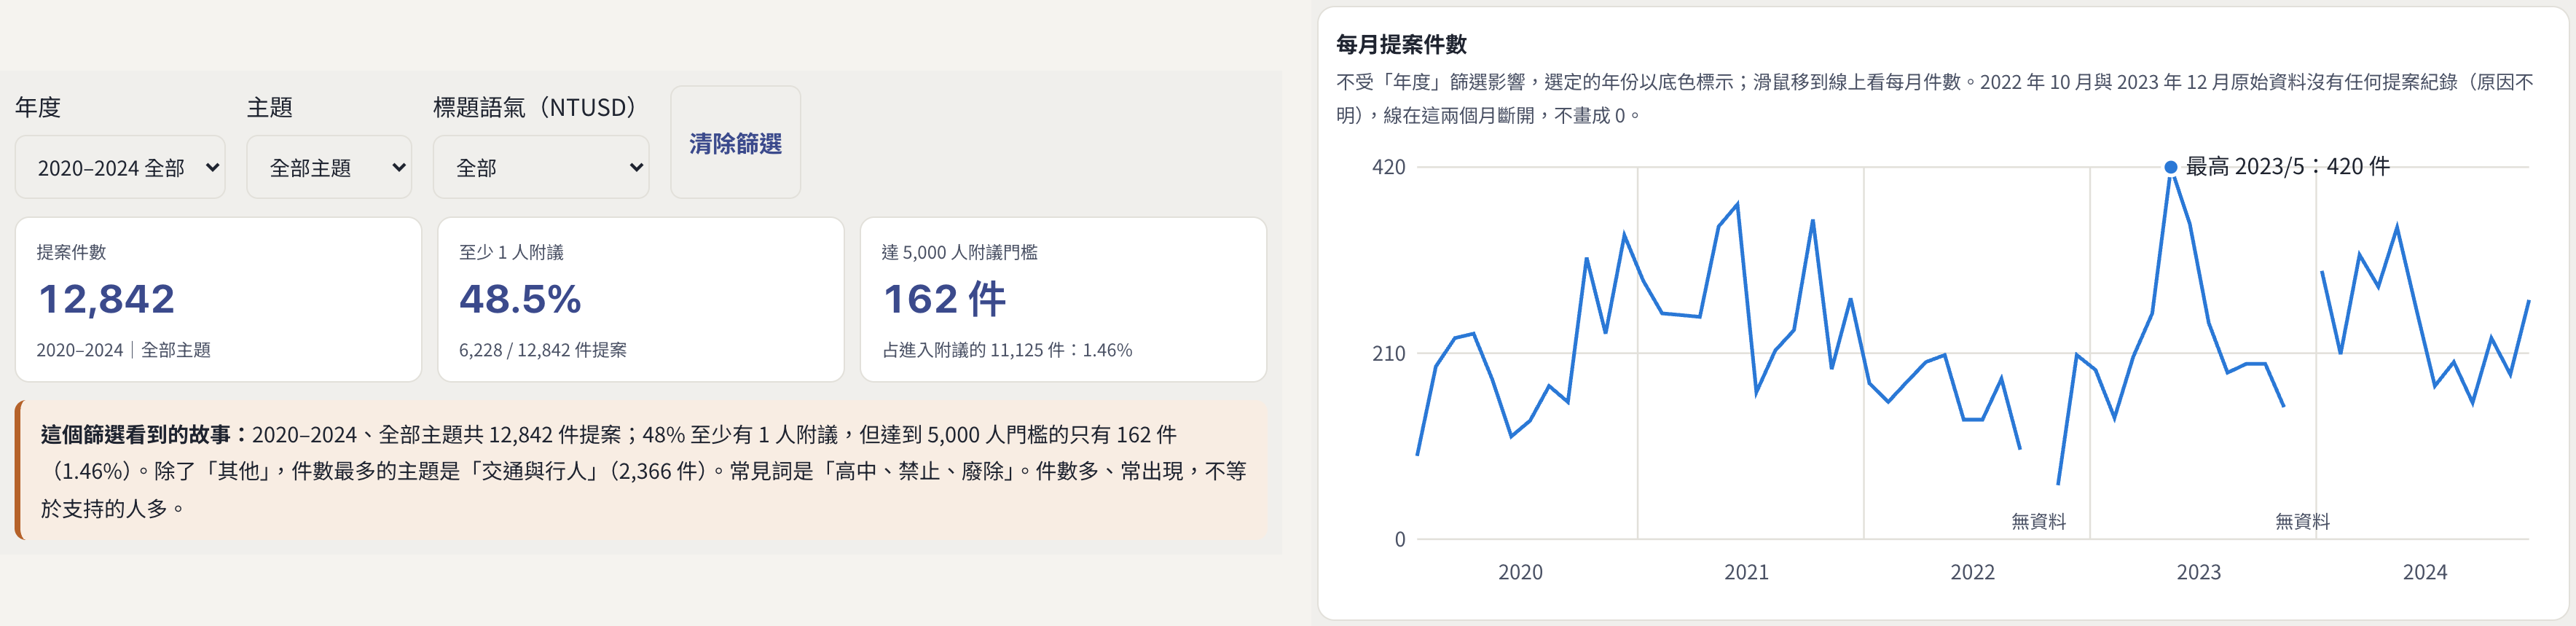 年度
主題
標題語氣（NTUSD）
2020–2024 全部
全部主題
全部
清除篩選
提案件數
12,842
2020–2024｜全部主題
至少 1 人附議
48.5%
6,228 / 12,842 件提案
達 5,000 人附議門檻
162 件
占進入附議的 11,125 件：1.46%
這個篩選看到的故事：2020–2024、全部主題共 12,842 件提案；48% 至少有 1 人附議，但達到 5,000 人門檻的只有 162 件
（1.46%）。除了「其他」，件數最多的主題是「交通與行人」（2,366 件）。常見詞是「高中、禁止、廢除」。件數多、常出現，不等
於支持的人多。
每月提案件數
不受「年度」篩選影響，選定的年份以底色標示；滑鼠移到線上看每月件數。2022 年 10 月與 2023 年 12 月原始資料沒有任何提案紀錄（原因不
明），線在這兩個月斷開，不畫成 0。
420
最高 2023/5：420 件
210
無資料
無資料
0
2020
2021
2022
2023
2024